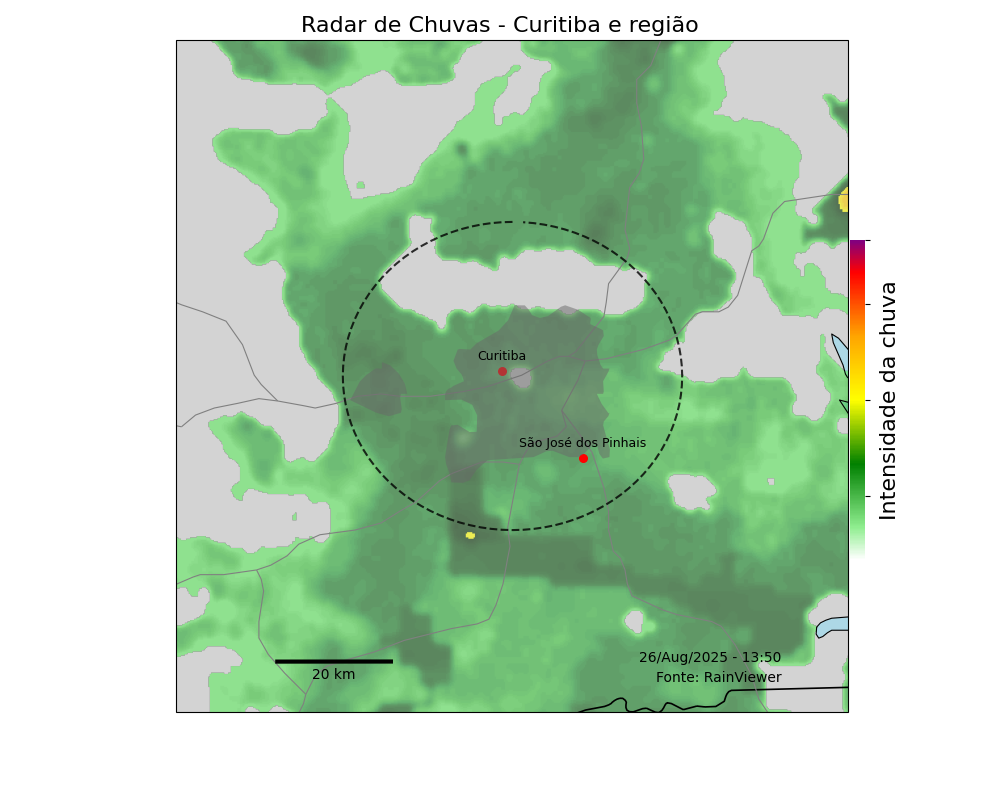 Radar de Chuvas - Curitiba e região
Curitiba
São José dos Pinhais
Intensidade da chuva
26/Aug/2025 - 13:50
Fonte: RainViewer
20 km